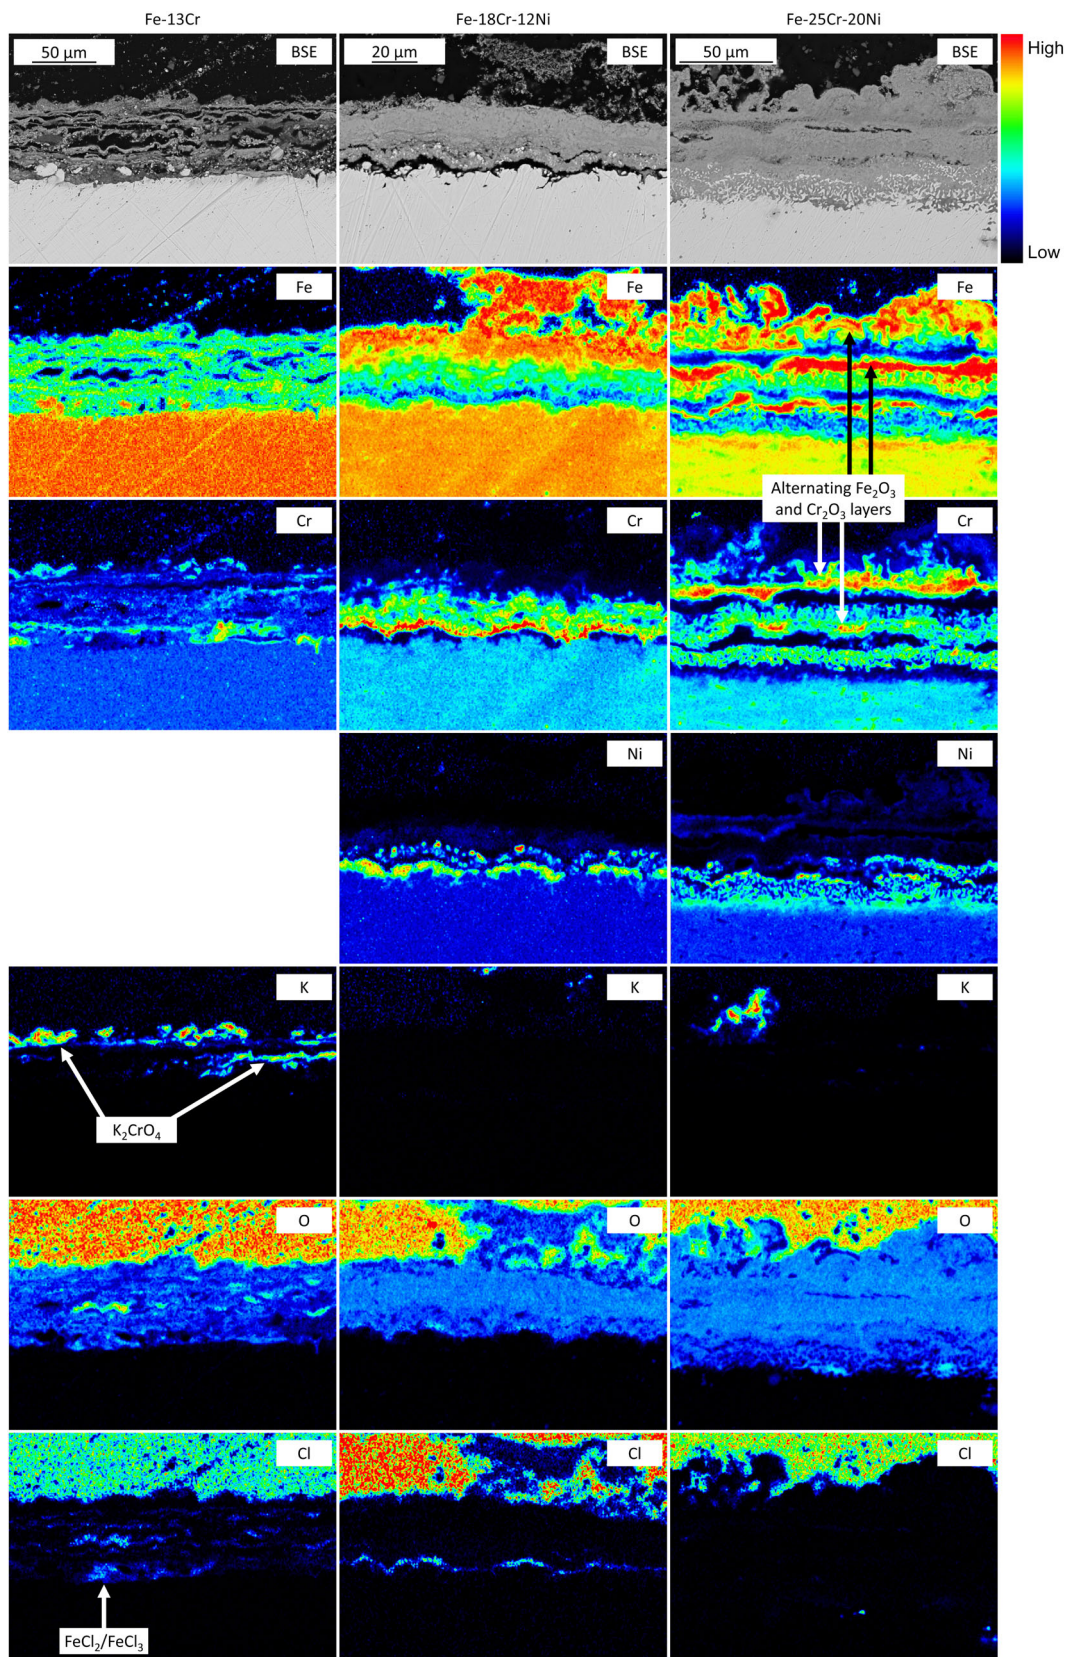 Fe-13Cr Fe-18Cr-12Ni Fe-25Cr-20Ni
50 µm BSE 20 µm BSE 50 µm BSE High
Low
Fe Fe Fe
Alternating Fe₂O₃
and Cr₂O₃ layers
Cr Cr Cr
Ni Ni
K K K
K₂CrO₄
O O O
Cl Cl Cl
FeCl₂/FeCl₃